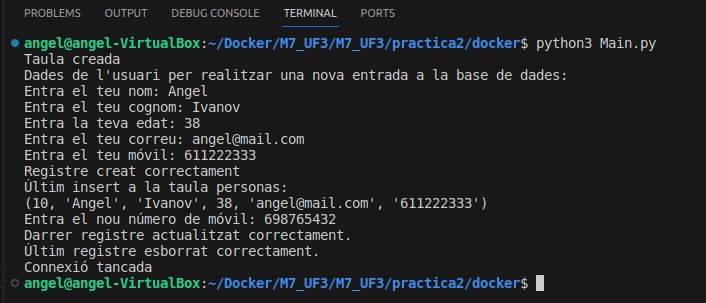 PROBLEMS OUTPUT DEBUG CONSOLE TERMINAL PORTS
angel@angel-VirtualBox:~/Docker/M7_UF3/M7_UF3/practica2/docker$ python3 Main.py
Taula creada
Dades de l'usuari per realitzar una nova entrada a la base de dades:
Entra el teu nom: Angel
Entra el teu cognom: Ivanov
Entra la teva edat: 38
Entra el teu correu: angel@mail.com
Entra el teu móvil: 611222333
Registre creat correctament
Últim insert a la taula personas:
(10, 'Angel', 'Ivanov', 38, 'angel@mail.com', '611222333')
Entra el nou número de móvil: 698765432
Darrer registre actualitzat correctament.
Últim registre esborrat correctament.
Connexió tancada
angel@angel-VirtualBox:~/Docker/M7_UF3/M7_UF3/practica2/docker$